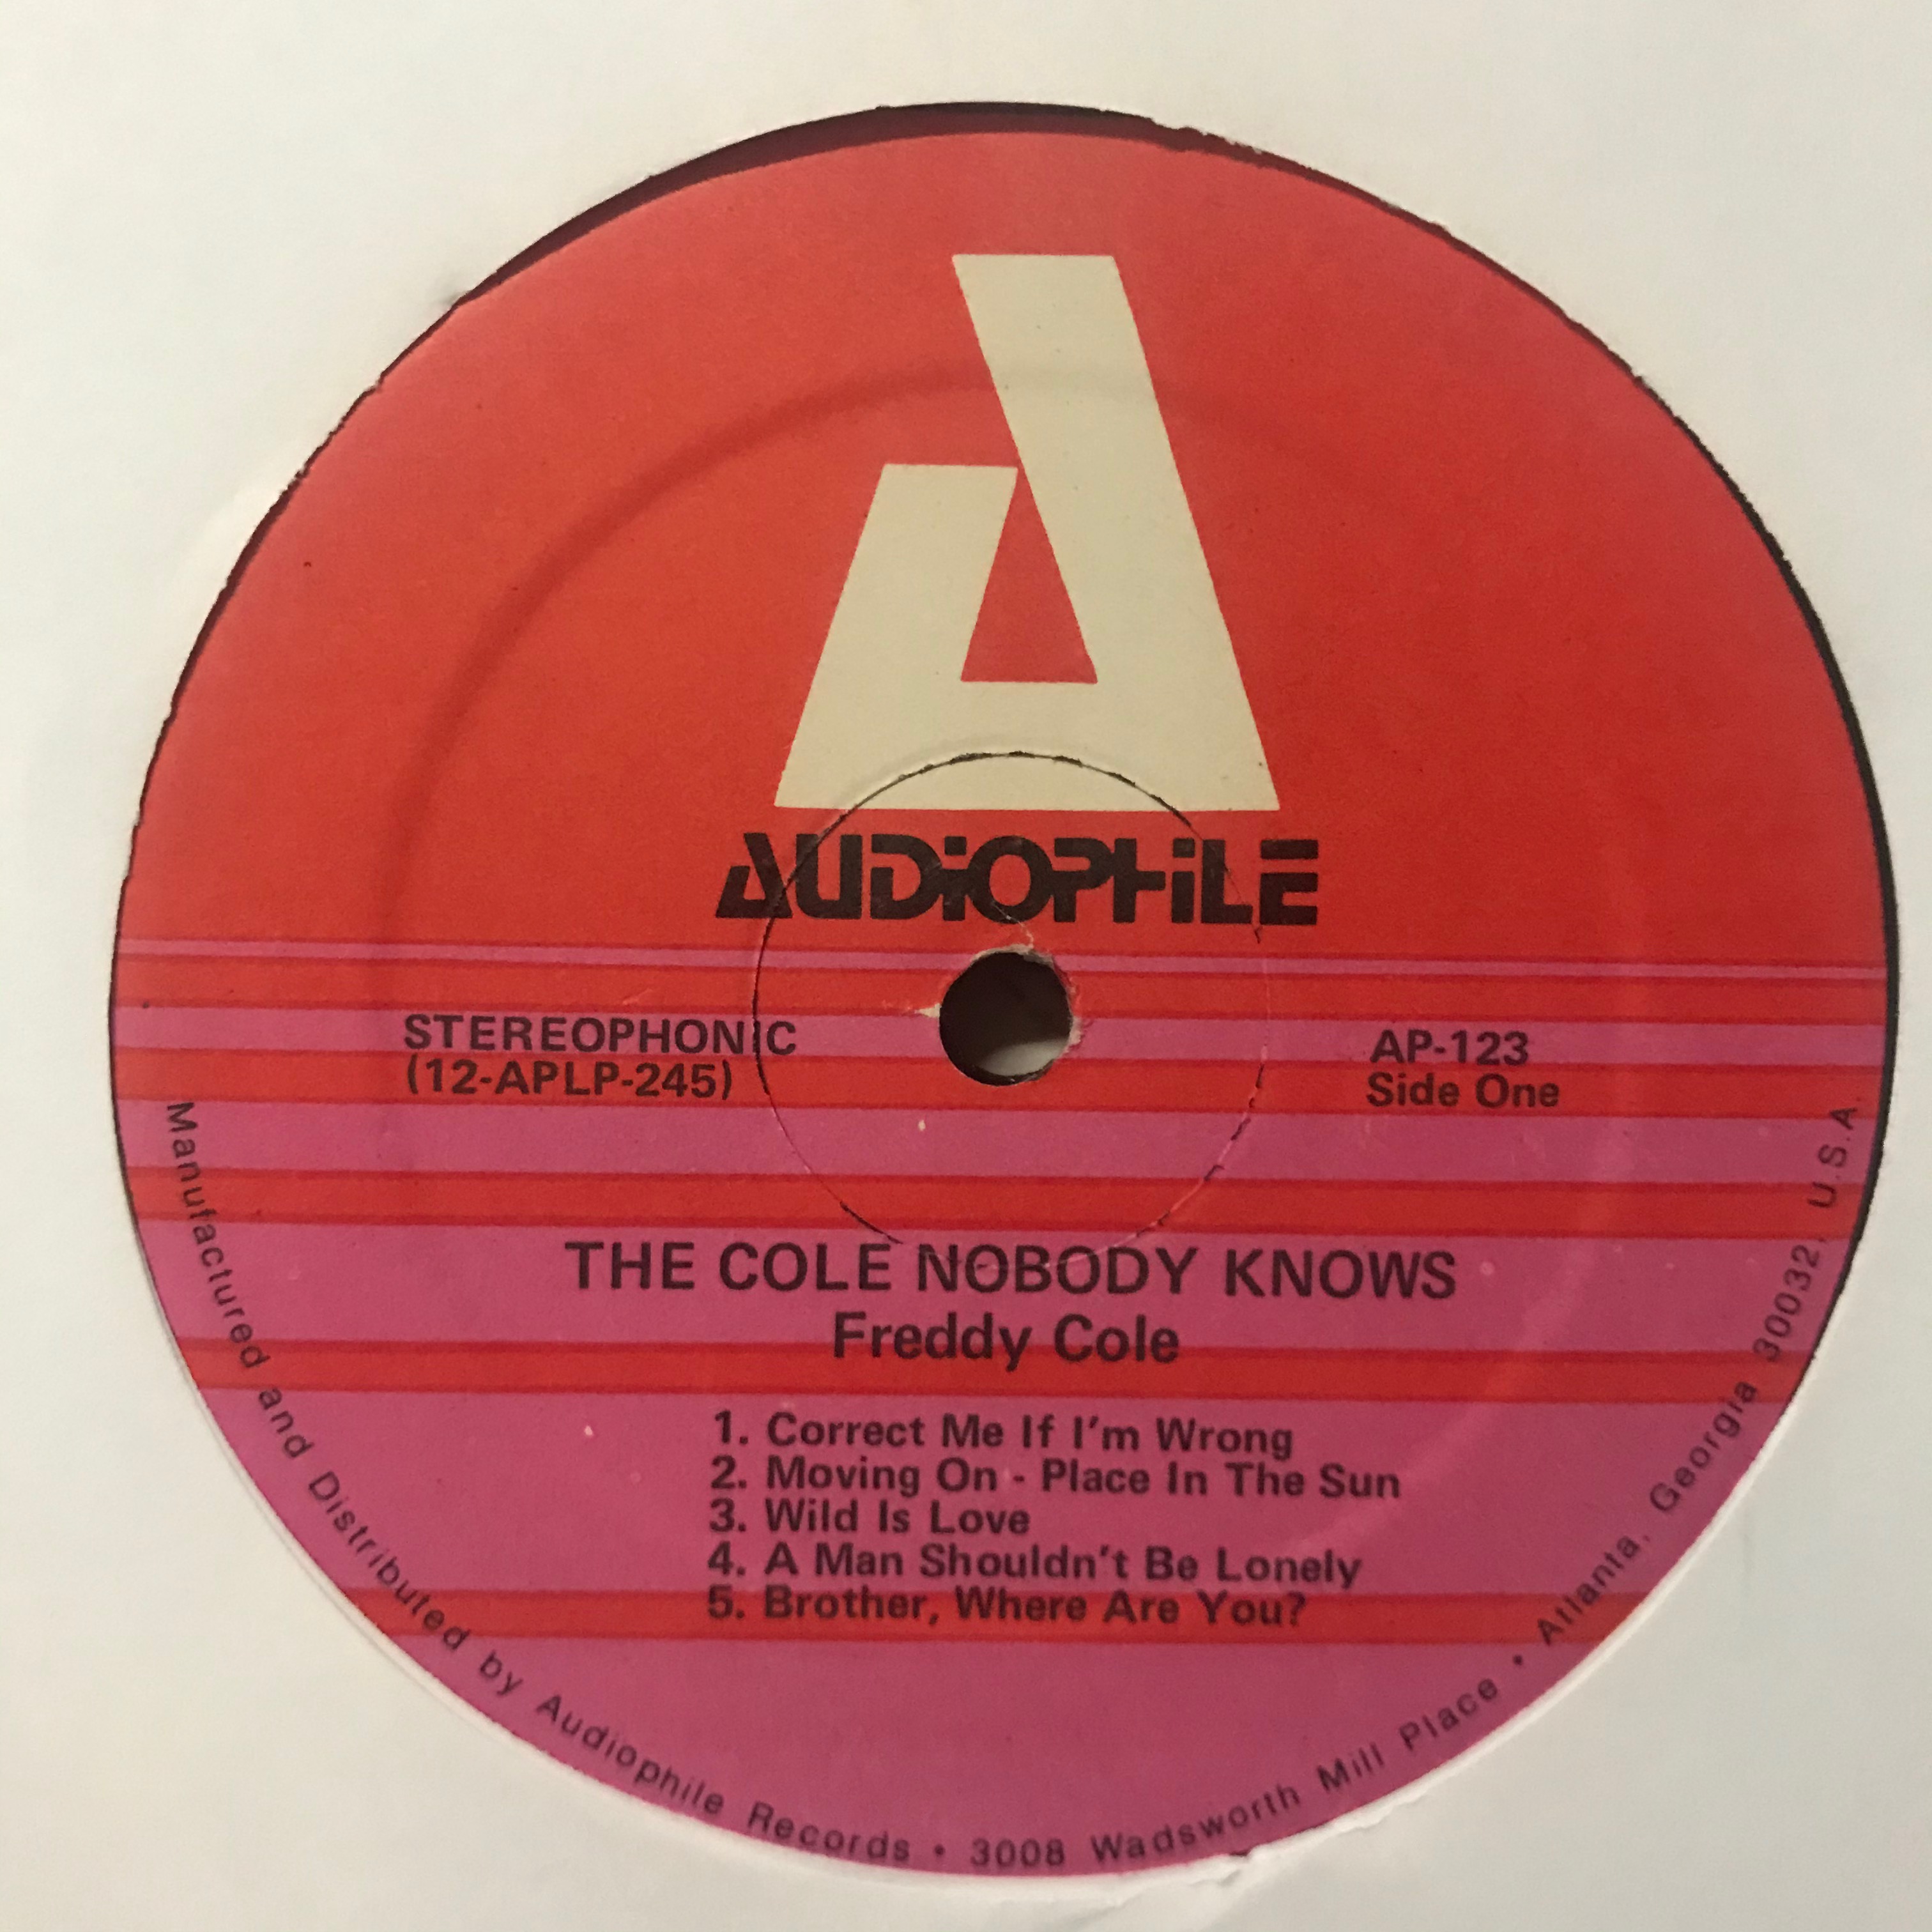 AUDIOPHILE
STEREOPHONIC
(12-APLP-245)
AP-123
Side One
THE COLE NOBODY KNOWS
Freddy Cole
1. Correct Me If I'm Wrong
2. Moving On - Place In The Sun
3. Wild Is Love
4. A Man Shouldn't Be Lonely
5. Brother, Where Are You?
Manufactured and Distributed by Audiophile Records • 3008 Wadsworth Mill Place • Atlanta, Georgia 30032, U.S.A.